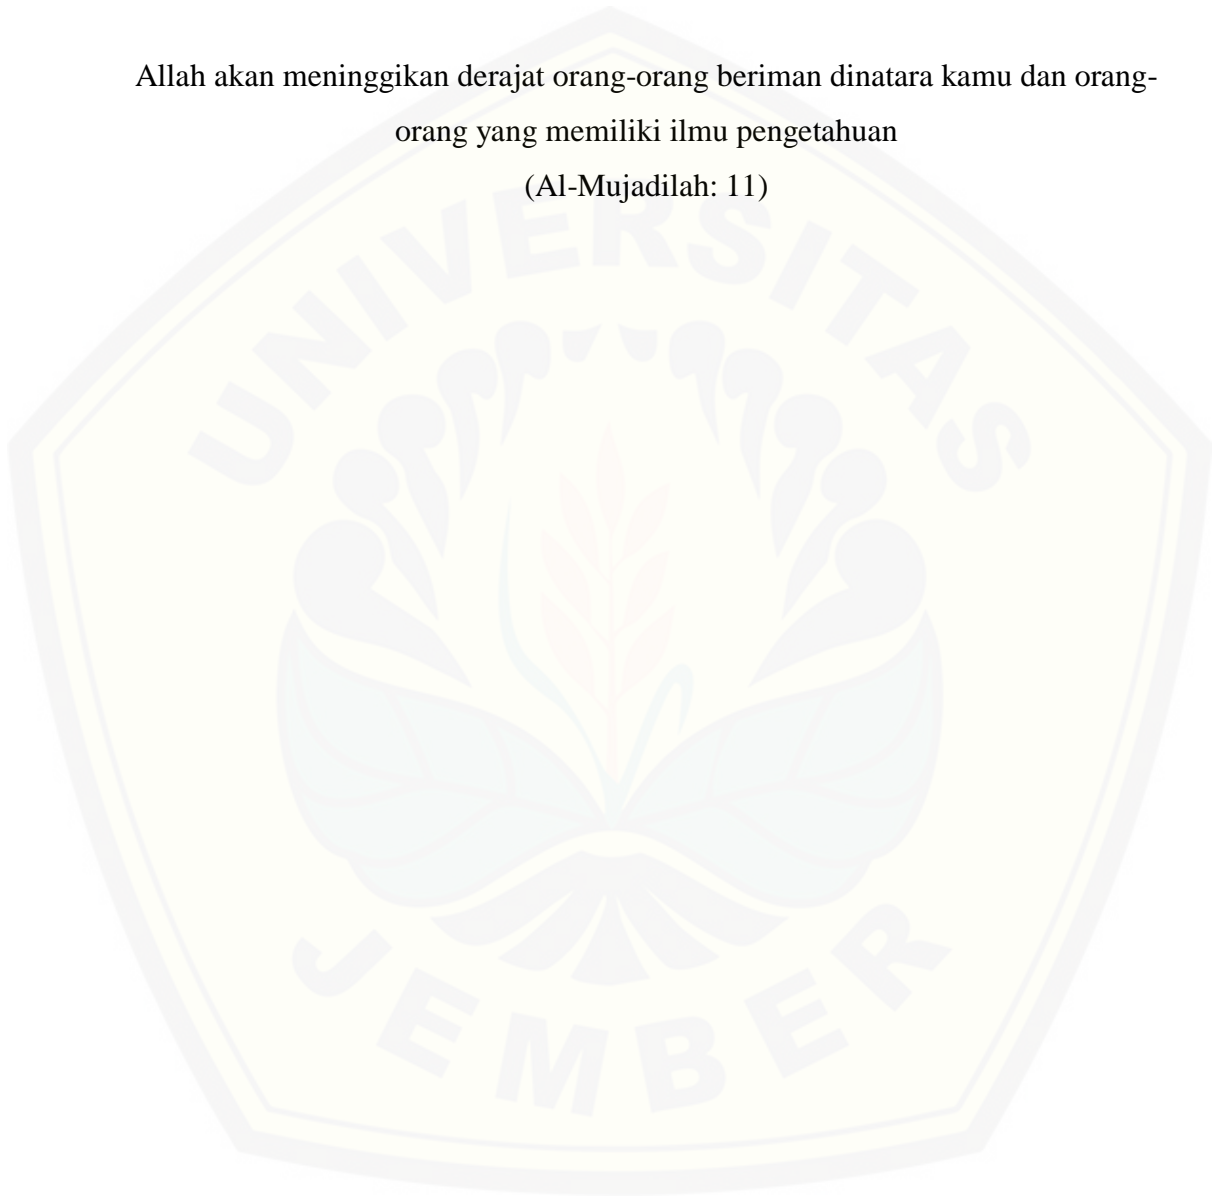 Allah akan meninggikan derajat orang-orang beriman dinatara kamu dan orang-
orang yang memiliki ilmu pengetahuan
(Al-Mujadilah: 11)
UNIVERSITAS
JEMBER